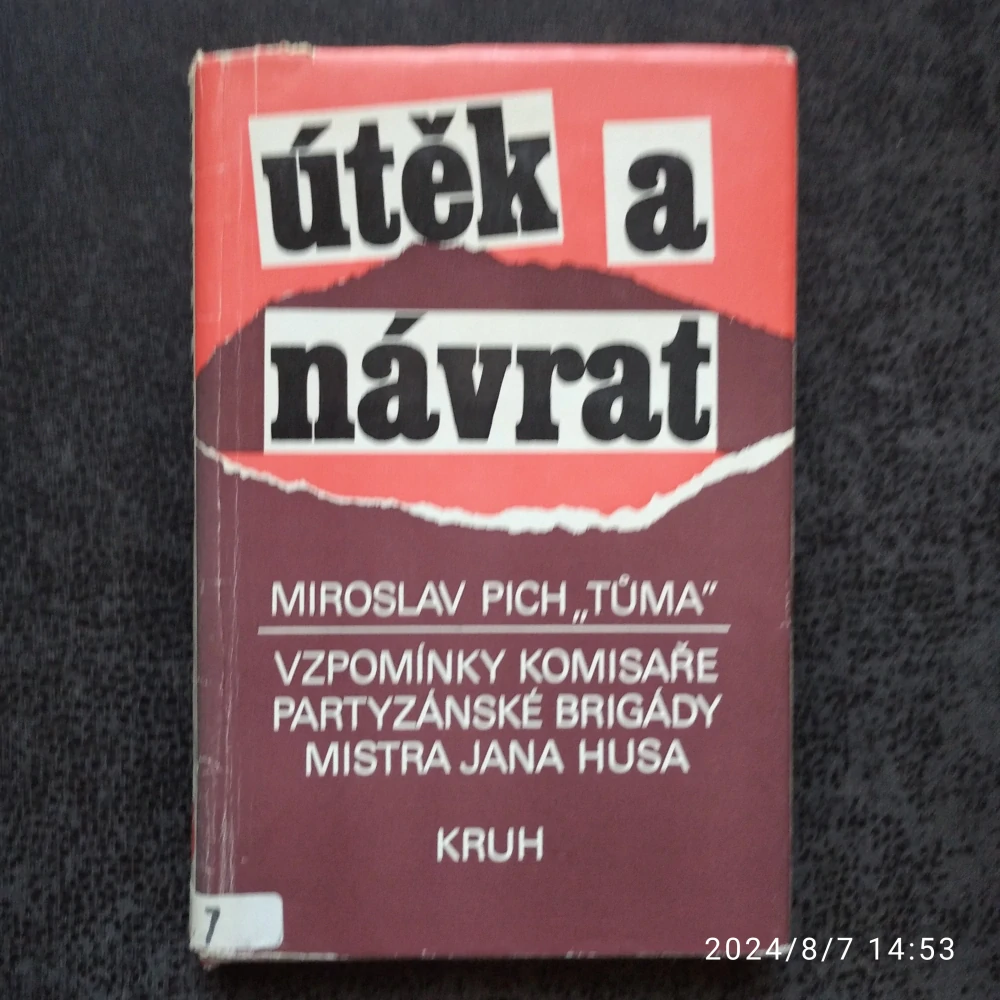 útěk a
návrat
MIROSLAV PICH „TŮMA“
VZPOMÍNKY KOMISAŘE
PARTYZÁNSKÉ BRIGÁDY
MISTRA JANA HUSA
KRUH
7
2024/8/7 14:53